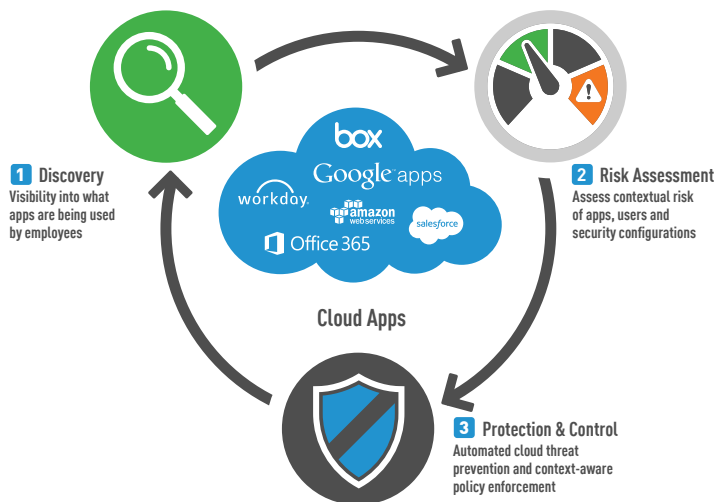 box
Google apps
workday.
amazon
web services
salesforce
Office 365
Cloud Apps
1 Discovery
Visibility into what
apps are being used
by employees
2 Risk Assessment
Assess contextual risk
of apps, users and
security configurations
3 Protection & Control
Automated cloud threat
prevention and context-aware
policy enforcement